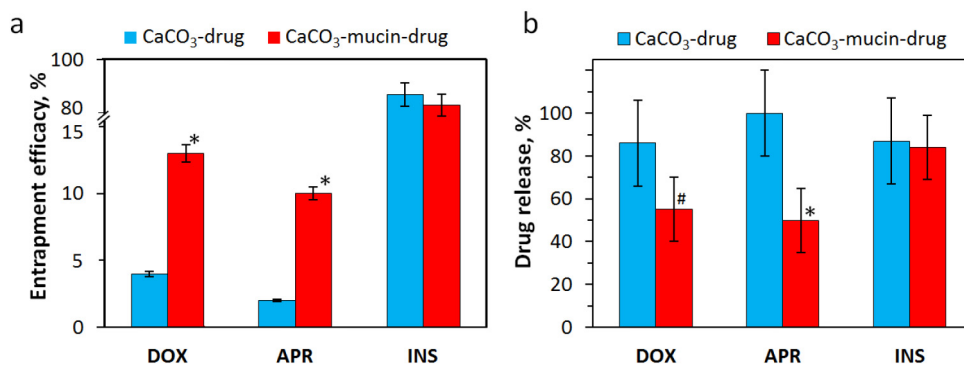 a
CaCO₃-drug CaCO₃-mucin-drug
Entrapment efficacy, %
100
80
15
10
5
0
*
*
DOX APR INS
b
CaCO₃-drug CaCO₃-mucin-drug
Drug release, %
100
80
60
40
20
0
#
*
DOX APR INS